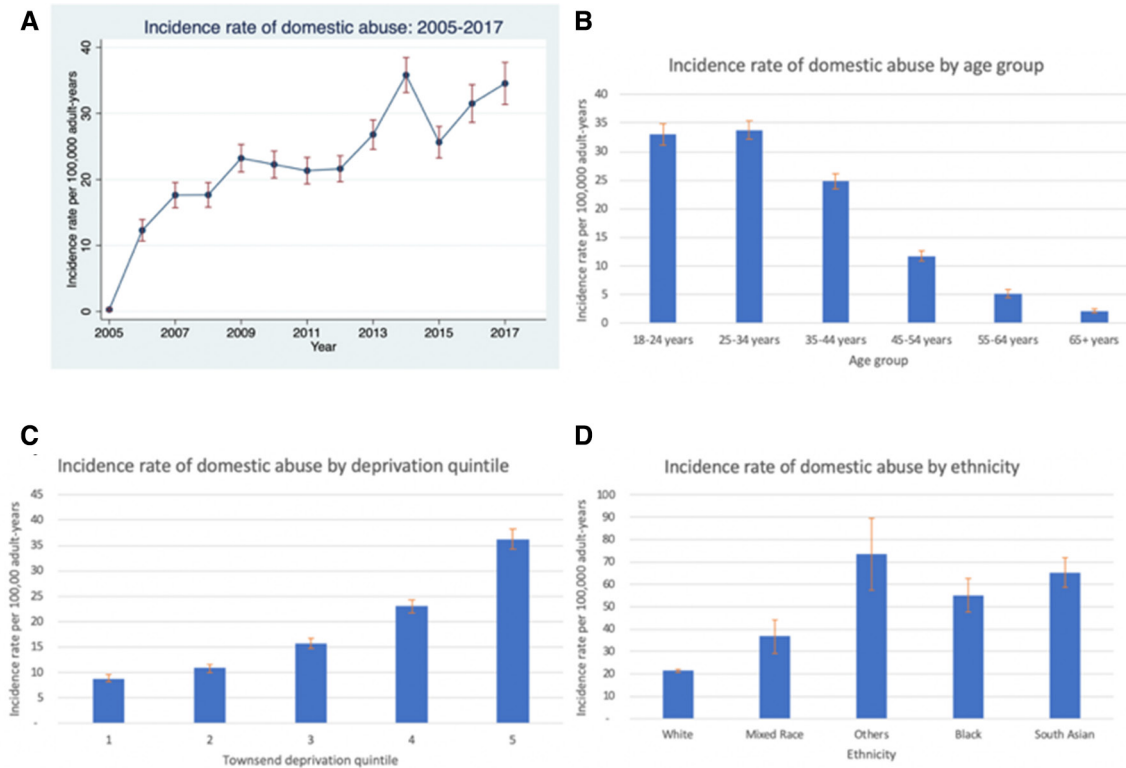 A
Incidence rate of domestic abuse: 2005-2017
Incidence rate per 100,000 adult-years
40
30
20
10
0
2005
2007
2009
2011
2013
2015
2017
Year
B
Incidence rate of domestic abuse by age group
Incidence rate per 100,000 adult-years
40
35
30
25
20
15
10
5
0
18-24 years
25-34 years
35-44 years
45-54 years
55-64 years
65+ years
Age group
C
Incidence rate of domestic abuse by deprivation quintile
Incidence rate per 100,00 adult-years
45
40
35
30
25
20
15
10
5
-
1
2
3
4
5
Townsend deprivation quintile
D
Incidence rate of domestic abuse by ethnicity
Incidence rate per 100,000 adult-years
100
90
80
70
60
50
40
30
20
10
-
White
Mixed Race
Others
Black
South Asian
Ethnicity